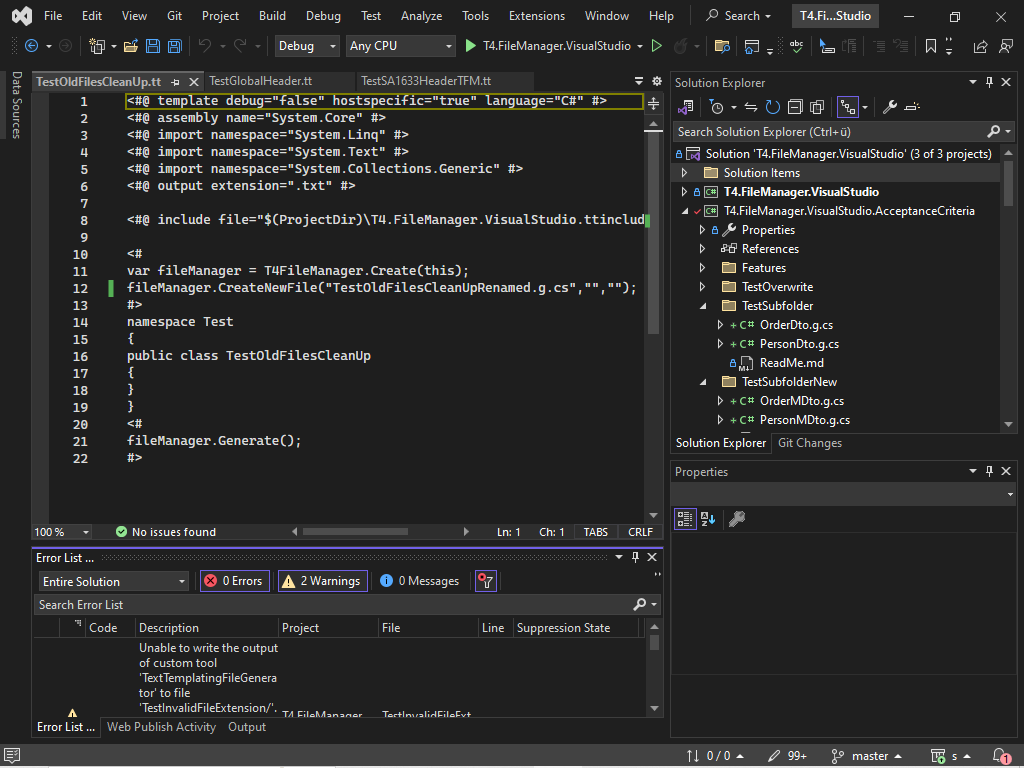 File Edit View Git Project Build Debug Test Analyze Tools Extensions Window Help Search T4.Fi...Studio
Debug Any CPU T4.FileManager.VisualStudio
Data Sources
TestOldFilesCleanUp.tt TestGlobalHeader.tt TestSA1633HeaderTFM.tt
1 <#@ template debug="false" hostspecific="true" language="C#" #>
2 <#@ assembly name="System.Core" #>
3 <#@ import namespace="System.Linq" #>
4 <#@ import namespace="System.Text" #>
5 <#@ import namespace="System.Collections.Generic" #>
6 <#@ output extension=".txt" #>
7
8 <#@ include file="$(ProjectDir)\T4.FileManager.VisualStudio.ttinclud
9
10 <#
11 var fileManager = T4FileManager.Create(this);
12 fileManager.CreateNewFile("TestOldFilesCleanUpRenamed.g.cs","","");
13 #>
14 namespace Test
15 {
16 public class TestOldFilesCleanUp
17 {
18 }
19 }
20 <#
21 fileManager.Generate();
22 #>
100 % No issues found Ln: 1 Ch: 1 TABS CRLF
Error List ...
Entire Solution 0 Errors 2 Warnings 0 Messages
Search Error List
Code Description Project File Line Suppression State
Unable to write the output
of custom tool
'TextTemplatingFileGenera
tor' to file
'TestInvalidFileExtension/'.
T4.FileManager. TestInvalidFileExt
Error List ... Web Publish Activity Output
Solution Explorer
Search Solution Explorer (Ctrl+ü)
Solution 'T4.FileManager.VisualStudio' (3 of 3 projects)
Solution Items
C# T4.FileManager.VisualStudio
C# T4.FileManager.VisualStudio.AcceptanceCriteria
Properties
References
Features
TestOverwrite
TestSubfolder
+ C# OrderDto.g.cs
+ C# PersonDto.g.cs
ReadMe.md
TestSubfolderNew
+ C# OrderMDto.g.cs
+ C# PersonMDto.g.cs
Solution Explorer Git Changes
Properties
0 / 0 99+ master s 1